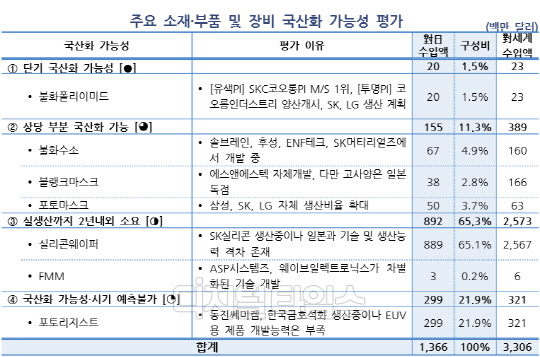 주요 소재·부품 및 장비 국산화 가능성 평가
(백만 달러)
국산화 가능성 평가 이유 對日 수입액 구성비 對세계 수입액
① 단기 국산화 가능성 [●] 20 1.5% 23
• 불화폴리이미드 • [유색PI] SKC코오롱PI M/S 1위, [투명PI] 코 20 1.5% 23
오롱인더스트리 양산개시, SK, LG 생산 계획
② 상당 부분 국산화 가능 [◕] 155 11.3% 389
• 불화수소 • 솔브레인, 후성, ENF테크, SK머티리얼즈에 67 4.9% 160
서 개발 중
• 블랭크마스크 • 에스앤에스텍 자체개발, 다만 고사양은 일본 38 2.8% 166
독점
• 포토마스크 • 삼성, SK, LG 자체 생산비율 확대 50 3.7% 63
③ 실생산까지 2년내외 소요 [◑] 892 65.3% 2,573
• 실리콘웨이퍼 • SK실리콘 생산중이나 일본과 기술 및 생산능 889 65.1% 2,567
력 격차 존재
• FMM • ASP시스템즈, 웨이브일렉트로닉스가 차별 3 0.2% 6
화된 기술 개발
④ 국산화 가능성·시기 예측불가 [◔] 299 21.9% 321
• 포토리지스트 • 동진쎄미켐, 한국금호석화 생산중이나 EUV 299 21.9% 321
용 제품 개발능력은 부족
합계 1,366 100% 3,306
디지털타임스